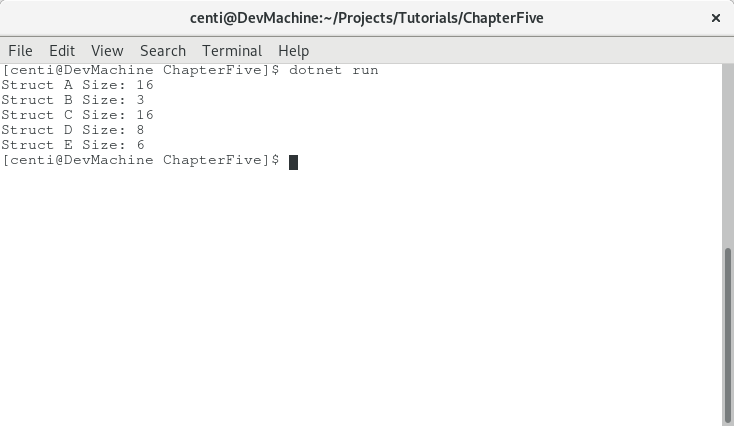 centi@DevMachine:~/Projects/Tutorials/ChapterFive ×
File Edit View Search Terminal Help
[centi@DevMachine ChapterFive]$ dotnet run
Struct A Size: 16
Struct B Size: 3
Struct C Size: 16
Struct D Size: 8
Struct E Size: 6
[centi@DevMachine ChapterFive]$